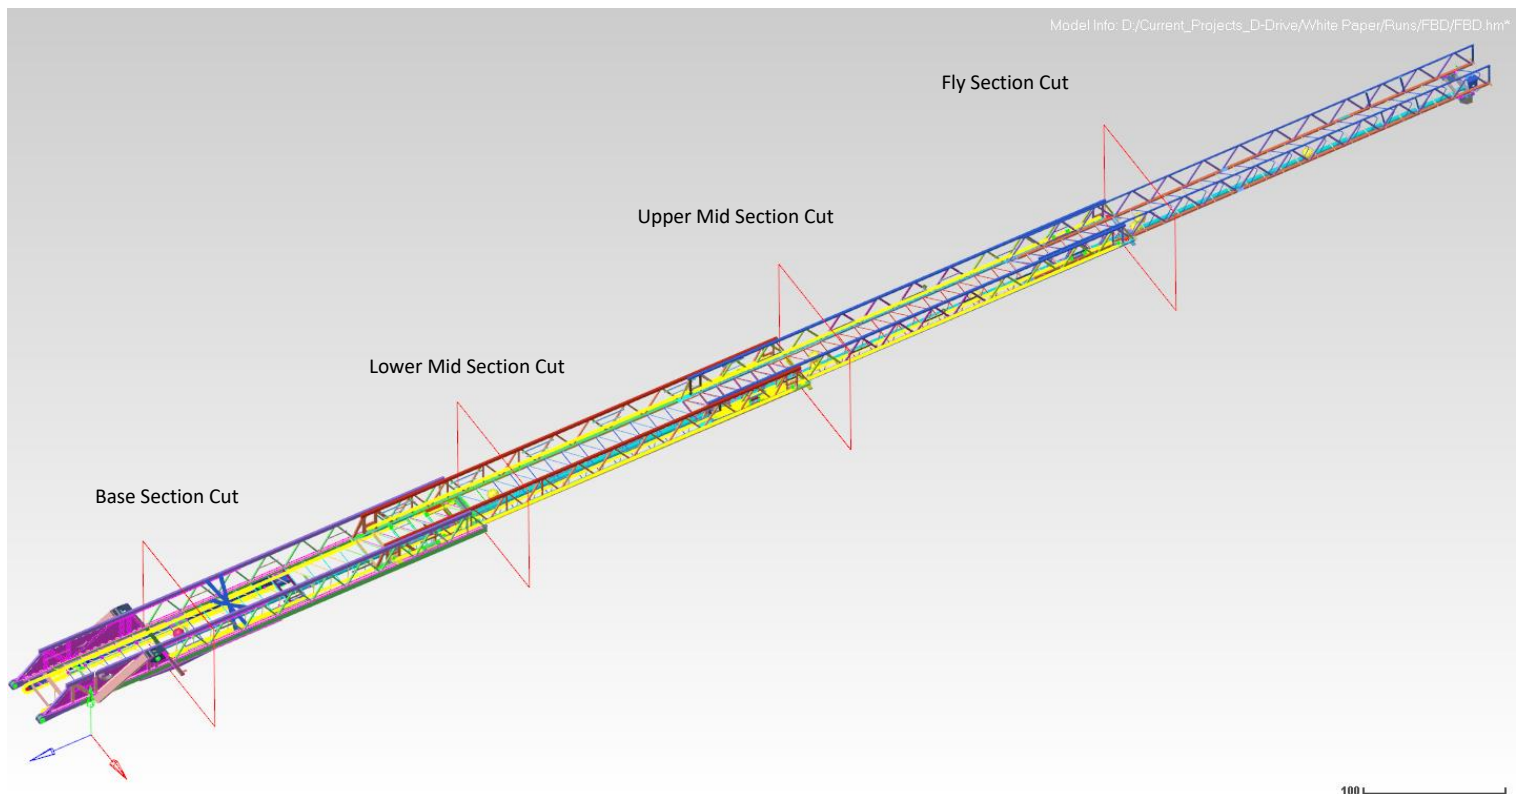 Model Info: D:/Current_Projects_D-Drive/White Paper/Runs/FBD/FBD.hm*
Fly Section Cut
Upper Mid Section Cut
Lower Mid Section Cut
Base Section Cut
100